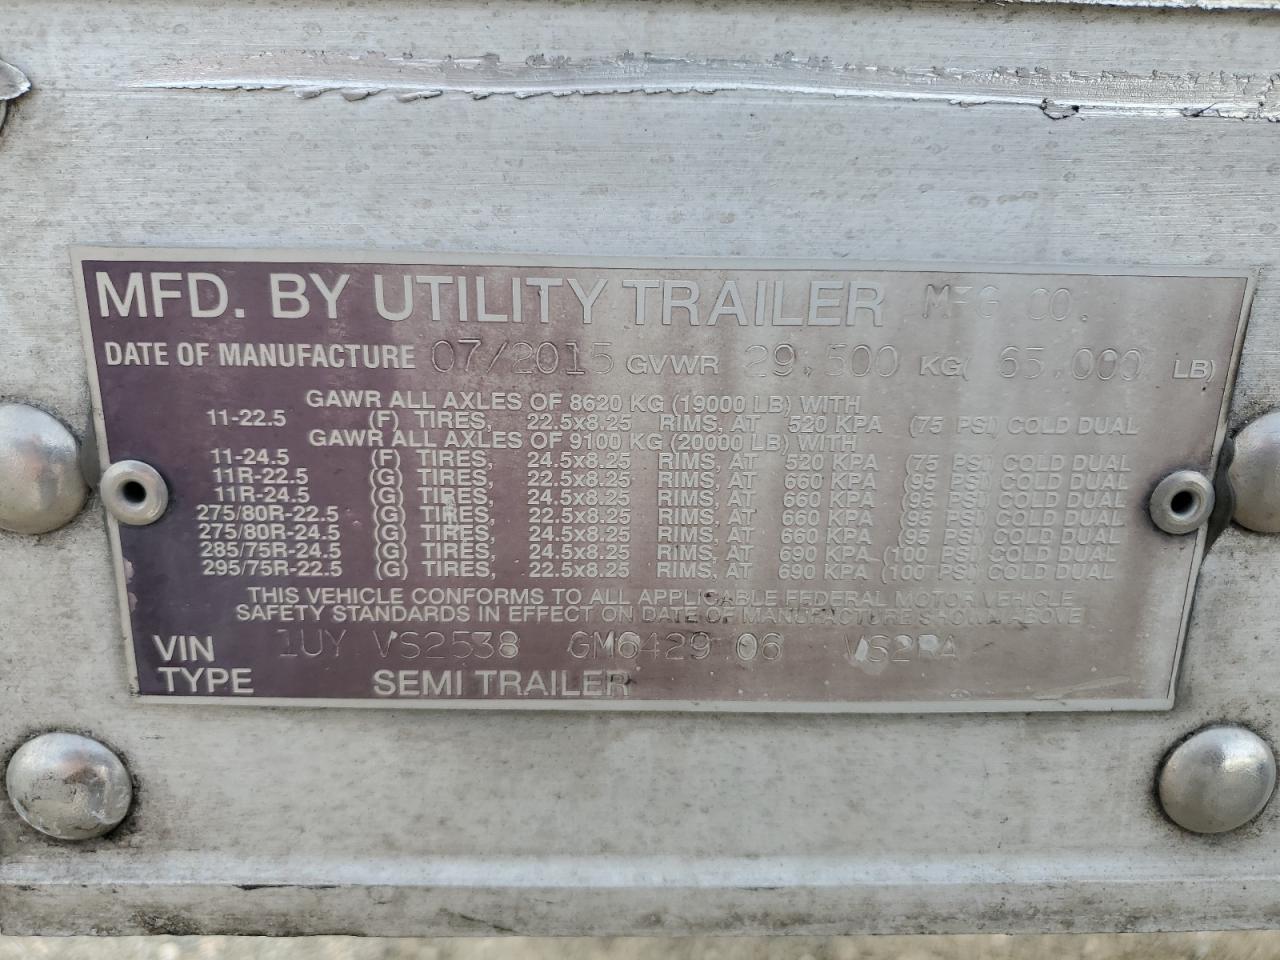 MFD. BY UTILITY TRAILER MFG CO.
DATE OF MANUFACTURE 07/2015 GVWR 29,500 KG( 65,000 LB)
GAWR ALL AXLES OF 8620 KG (19000 LB) WITH
11-22.5 (F) TIRES, 22.5x8.25 RIMS, AT 520 KPA (75 PSI) COLD DUAL
GAWR ALL AXLES OF 9100 KG (20000 LB) WITH
11-24.5 (F) TIRES, 24.5x8.25 RIMS, AT 520 KPA (75 PSI) COLD DUAL
11R-22.5 (G) TIRES, 22.5x8.25 RIMS, AT 660 KPA (95 PSI) COLD DUAL
11R-24.5 (G) TIRES, 24.5x8.25 RIMS, AT 660 KPA (95 PSI) COLD DUAL
275/80R-22.5 (G) TIRES, 22.5x8.25 RIMS, AT 660 KPA (95 PSI) COLD DUAL
275/80R-24.5 (G) TIRES, 24.5x8.25 RIMS, AT 660 KPA (95 PSI) COLD DUAL
285/75R-24.5 (G) TIRES, 24.5x8.25 RIMS, AT 690 KPA (100 PSI) COLD DUAL
295/75R-22.5 (G) TIRES, 22.5x8.25 RIMS, AT 690 KPA (100 PSI) COLD DUAL
THIS VEHICLE CONFORMS TO ALL APPLICABLE FEDERAL MOTOR VEHICLE
SAFETY STANDARDS IN EFFECT ON DATE OF MANUFACTURE SHOWN ABOVE
VIN 1UY VS2538 GM6429 06 VS2RA
TYPE SEMI TRAILER